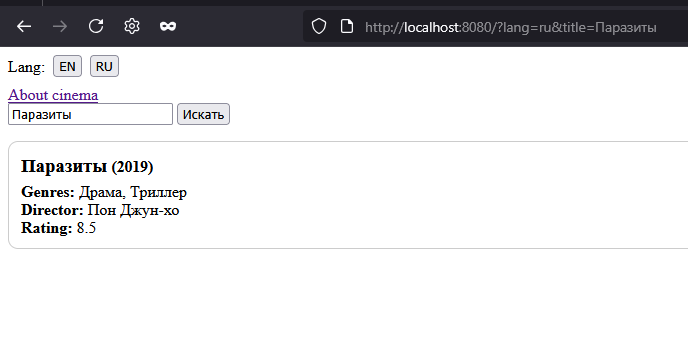 http://localhost:8080/?lang=ru&title=Паразиты
Lang: EN RU
About cinema
Паразиты Искать
Паразиты (2019)
Genres: Драма, Триллер
Director: Пон Джун-хо
Rating: 8.5